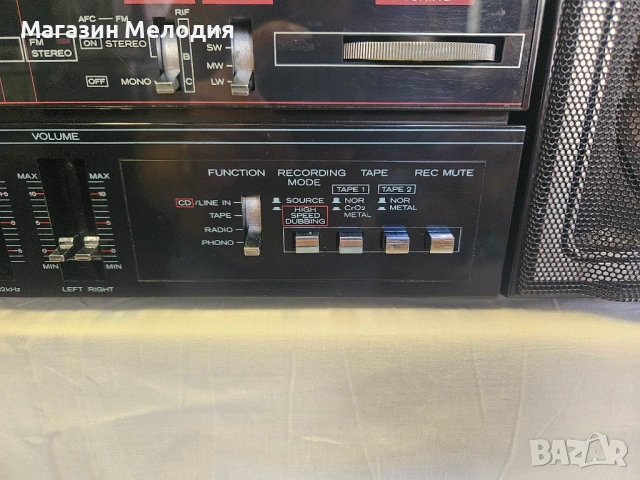 Магазин Мелодия
AFC FM RIF
ON STEREO
FM STEREO
B
OFF MONO C
SW
MW
LW
VOLUME
MAX MAX
10 10
5 5
0 0
MIN MIN
LEFT RIGHT
FUNCTION
CD/LINE IN
TAPE
RADIO
PHONO
RECORDING MODE
SOURCE
HIGH SPEED DUBBING
TAPE
TAPE 1
NOR
CrO2
METAL
TAPE 2
NOR
METAL
REC MUTE
BAZAR